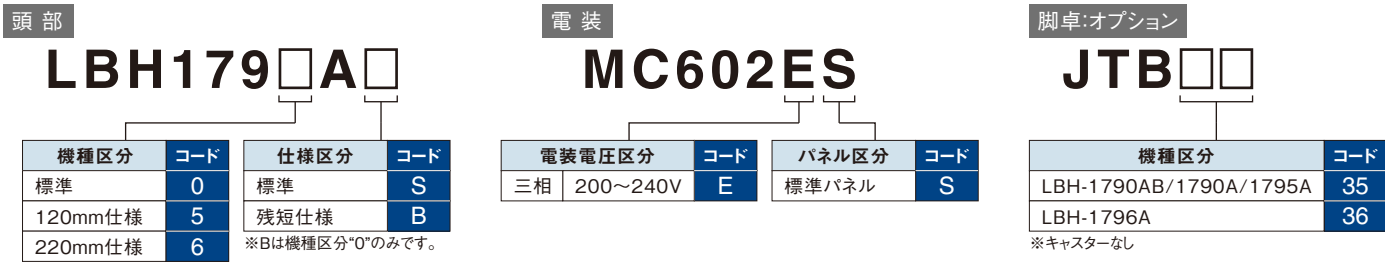 頭部
LBH179□A□
機種区分 コード
標準 0
120mm仕様 5
220mm仕様 6
仕様区分 コード
標準 S
残短仕様 B
※Bは機種区分“0”のみです。
電装
MC602ES
電装電圧区分 コード
三相 200〜240V E
パネル区分 コード
標準パネル S
脚卓:オプション
JTB□□
機種区分 コード
LBH-1790AB/1790A/1795A 35
LBH-1796A 36
※キャスターなし